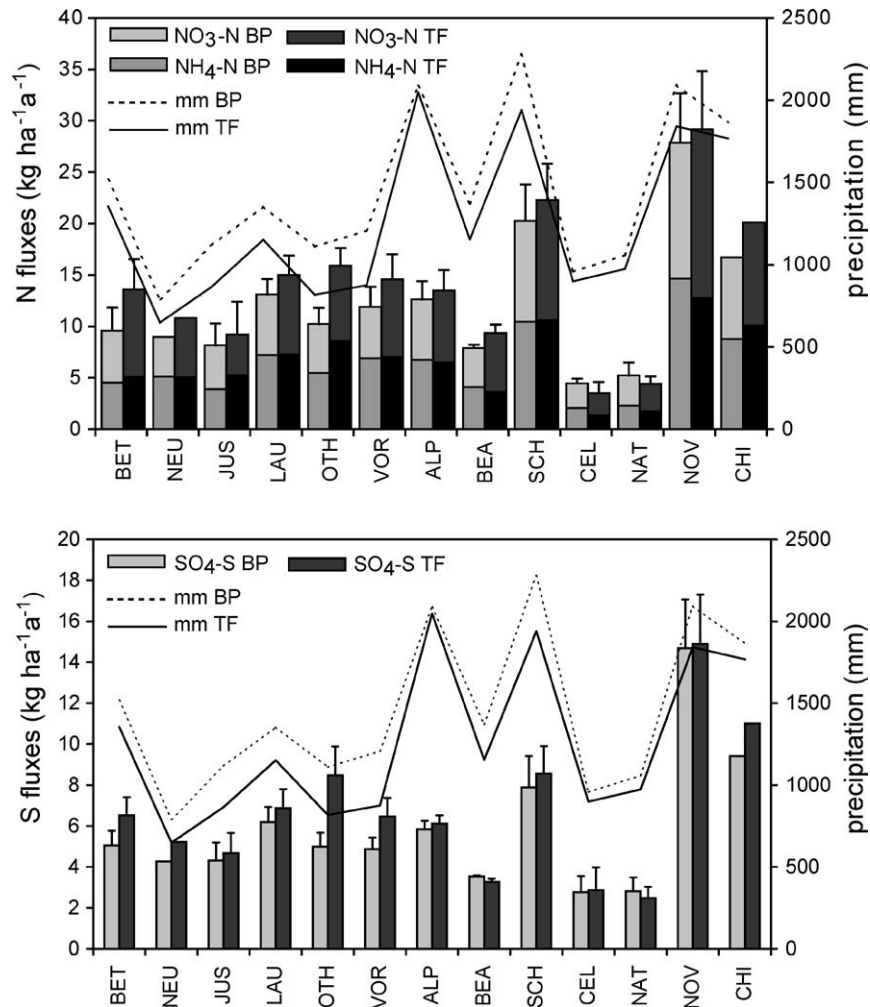 40 2500
NO3-N BP NO3-N TF
NH4-N BP NH4-N TF
mm BP
mm TF
35
30 2000
25 1500
20
15 1000
10 500
5
0 0
N fluxes (kg ha-1a-1)
precipitation (mm)
BET NEU JUS LAU OTH VOR ALP BEA SCH CEL NAT NOV CHI
20 2500
SO4-S BP SO4-S TF
mm BP
mm TF
18
16 2000
14
12 1500
10
8 1000
6
4 500
2
0 0
S fluxes (kg ha-1a-1)
precipitation (mm)
BET NEU JUS LAU OTH VOR ALP BEA SCH CEL NAT NOV CHI